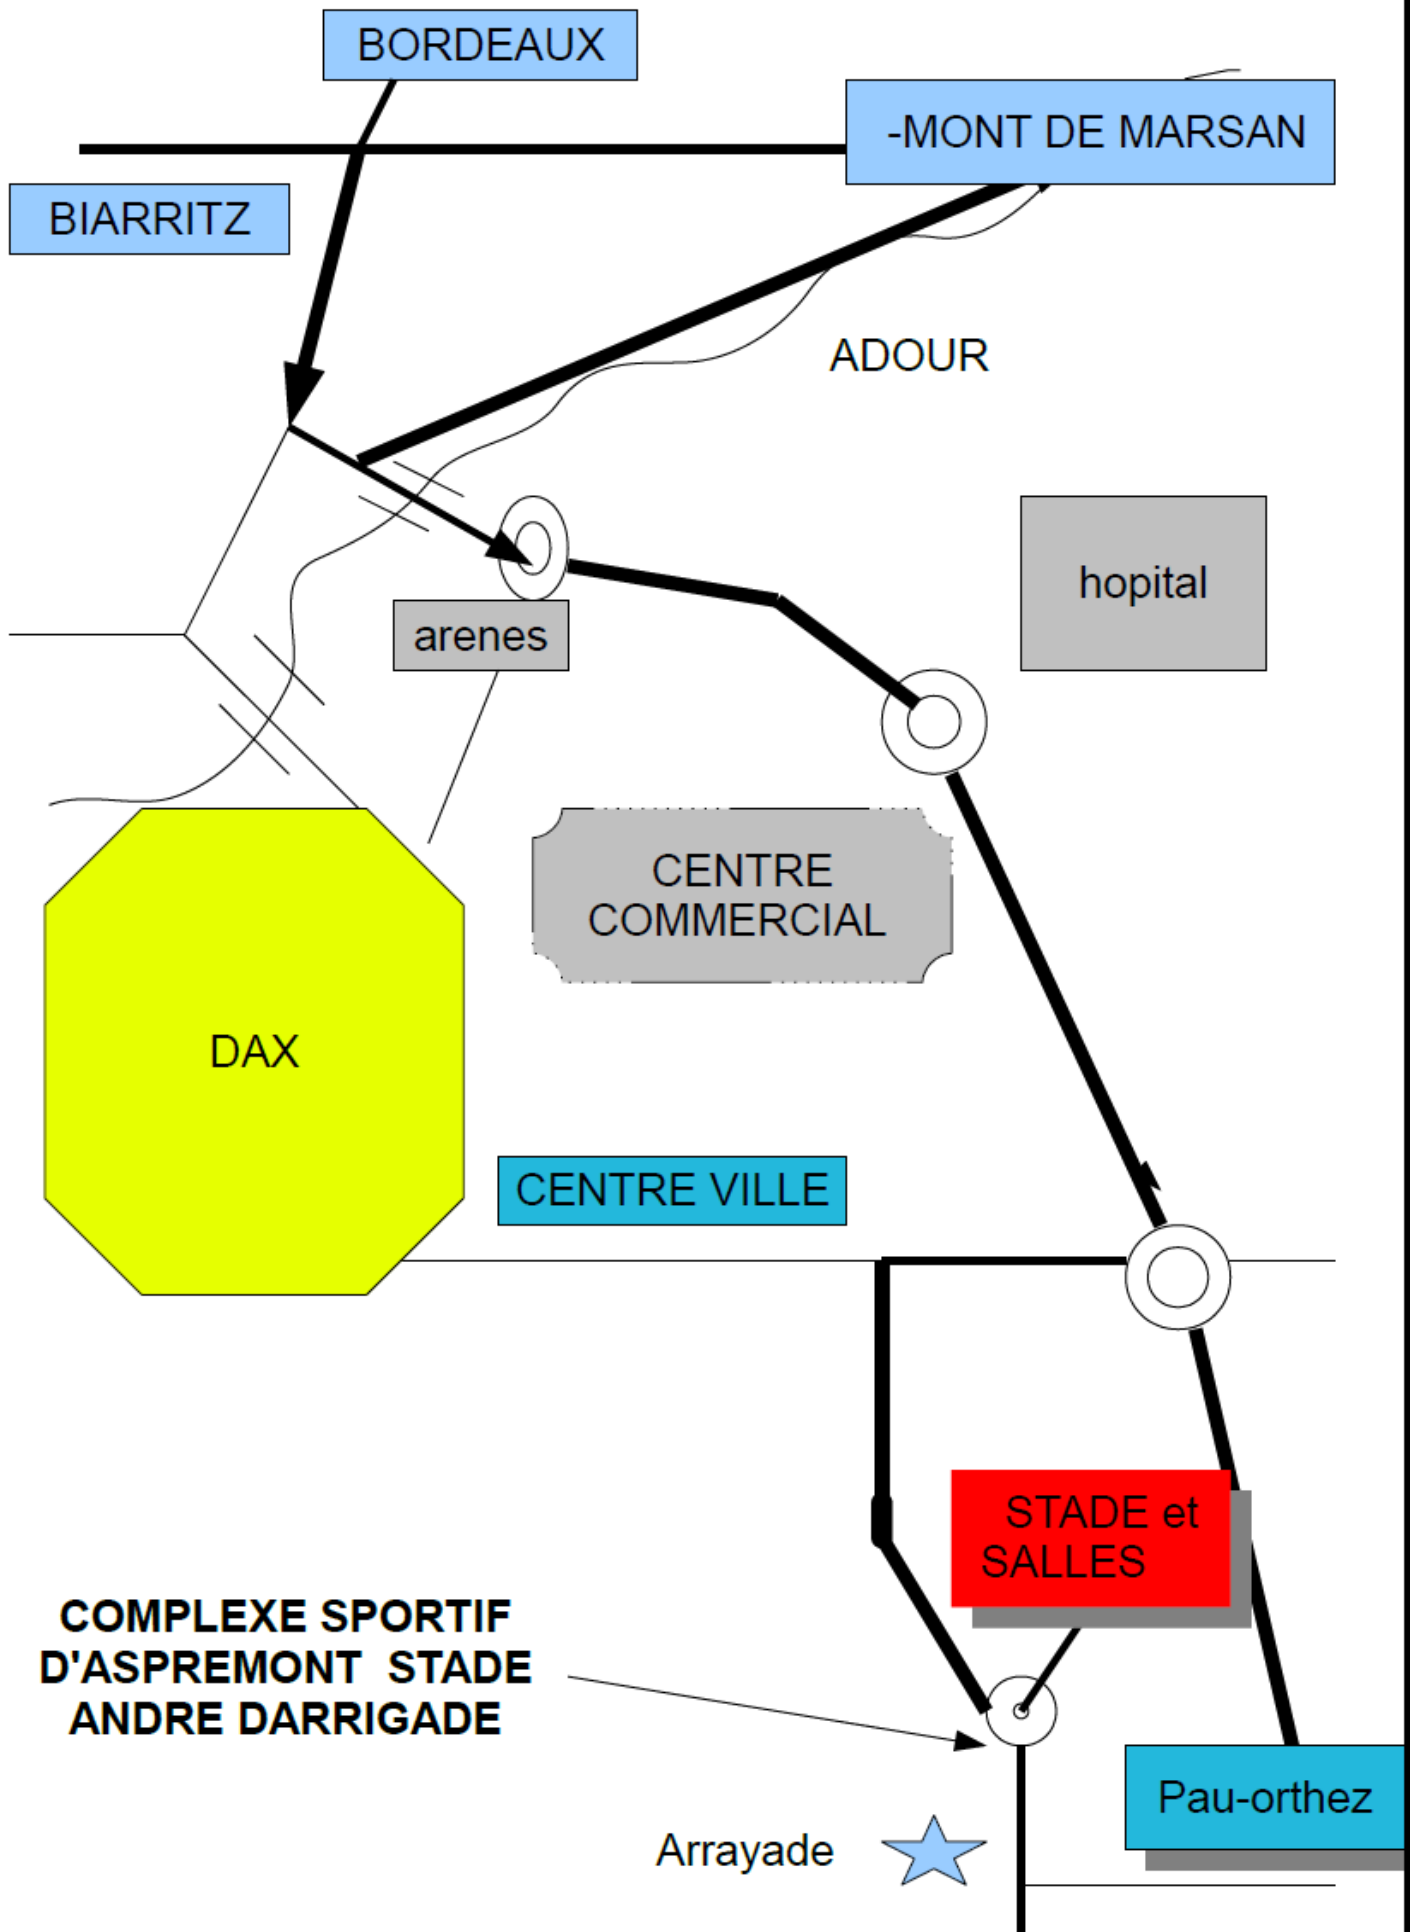 BORDEAUX
-MONT DE MARSAN
BIARRITZ
ADOUR
hopital
arenes
CENTRE
COMMERCIAL
DAX
CENTRE VILLE
STADE et
SALLES
COMPLEXE SPORTIF
D'ASPREMONT STADE
ANDRE DARRIGADE
Pau-orthez
Arrayade